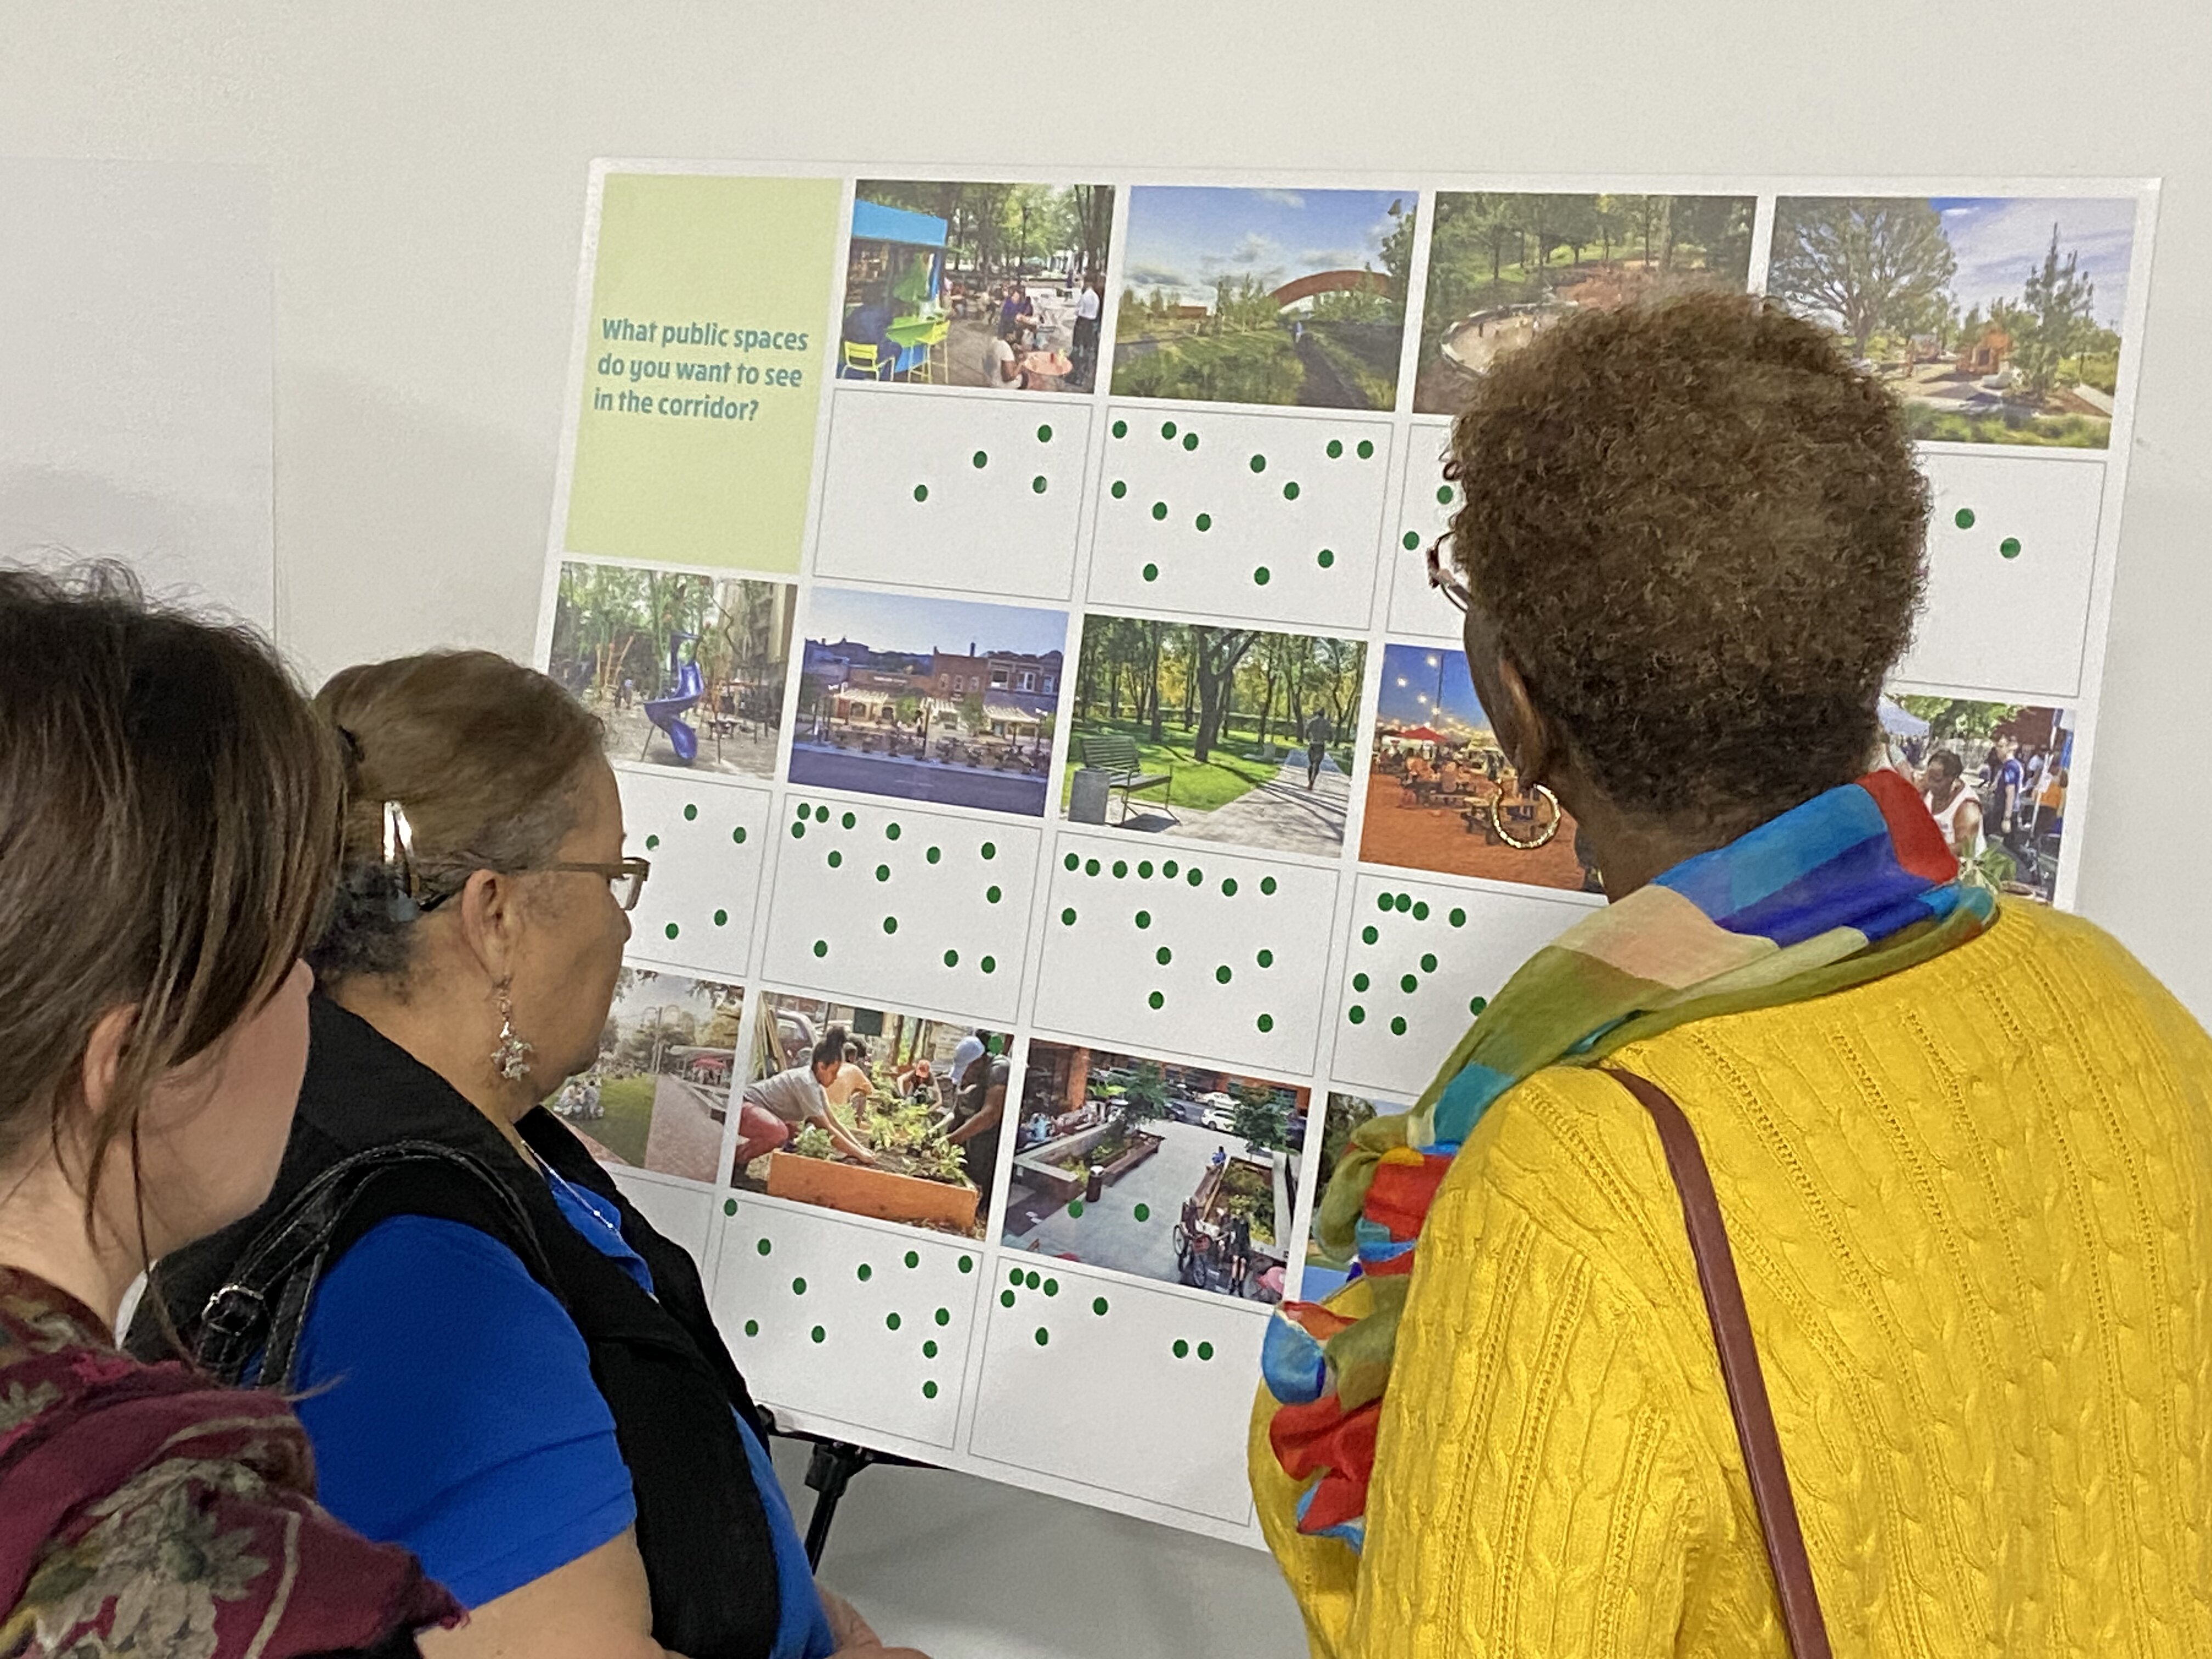 What public spaces
do you want to see
in the corridor?